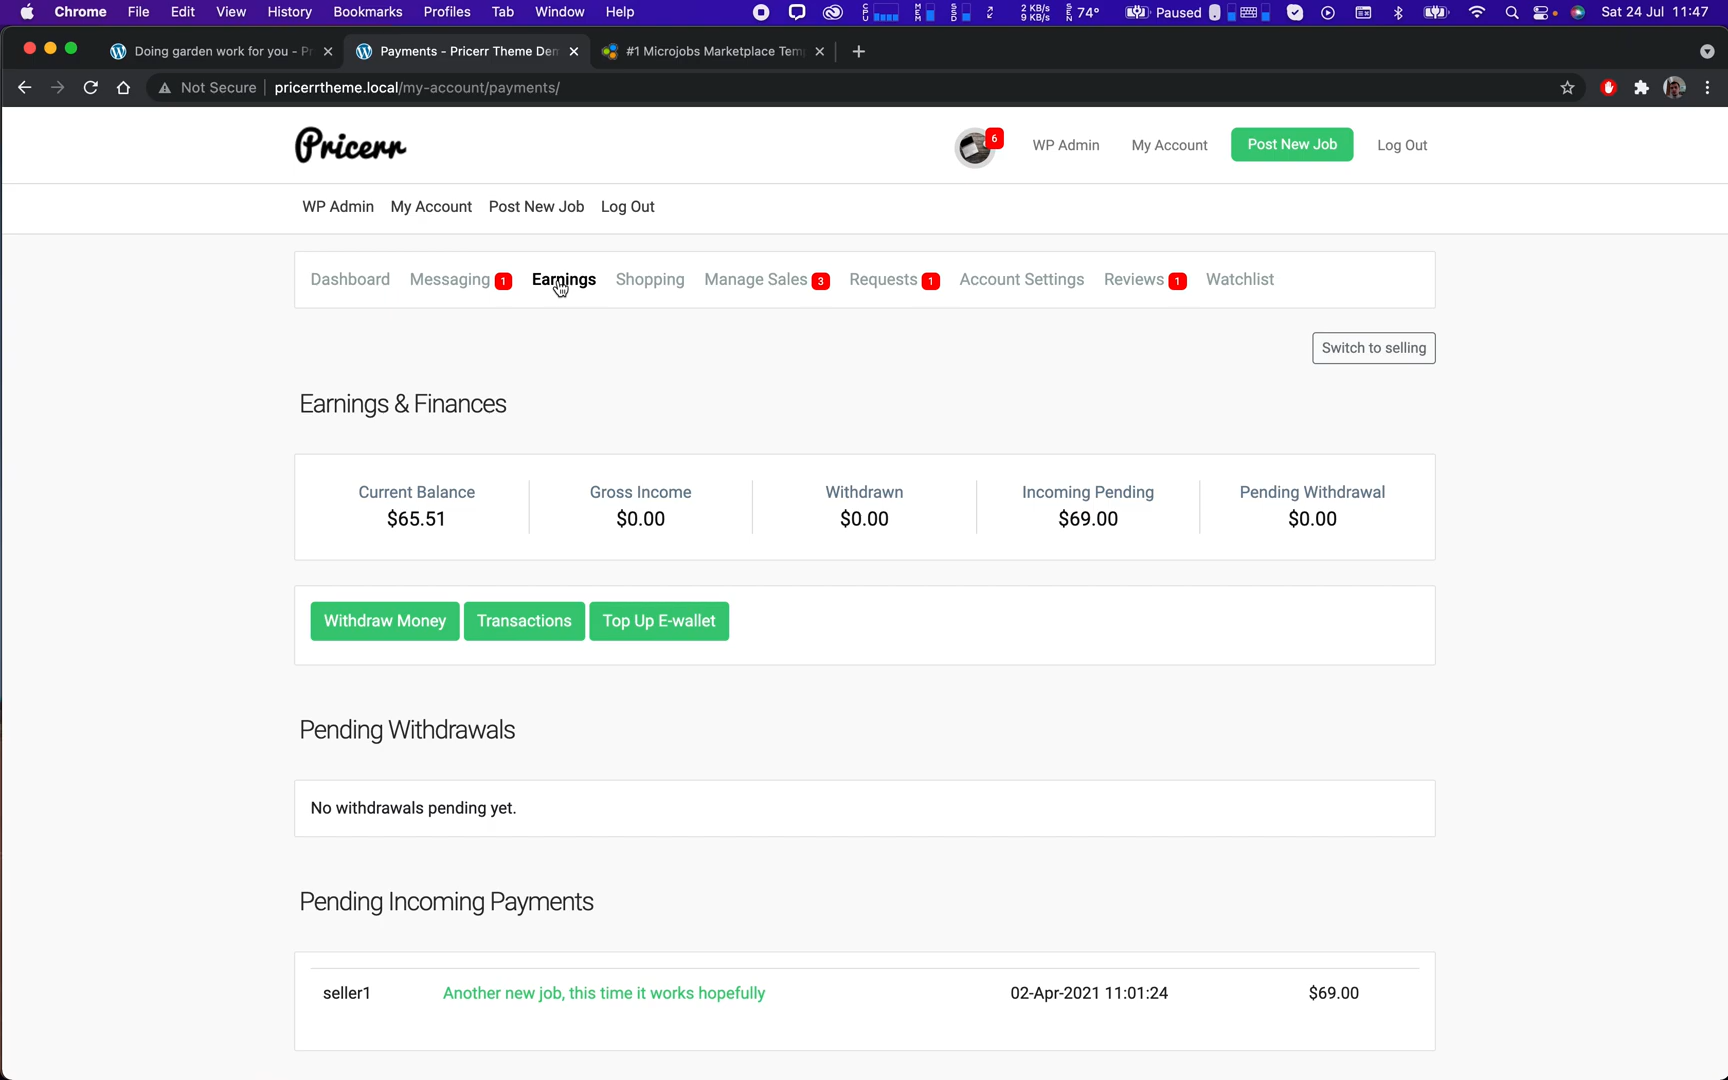 Chrome File Edit View History Bookmarks Profiles Tab Window Help 2 KB/s 9 KB/s 74° Paused Sat 24 Jul 11:47
Doing garden work for you - Pr Payments - Pricerr Theme Dem #1 Microjobs Marketplace Temp
Not Secure pricerrtheme.local/my-account/payments/
Pricerr 6 WP Admin My Account Post New Job Log Out
WP Admin My Account Post New Job Log Out
Dashboard Messaging 1 Earnings Shopping Manage Sales 3 Requests 1 Account Settings Reviews 1 Watchlist
Switch to selling
Earnings & Finances
Current Balance Gross Income Withdrawn Incoming Pending Pending Withdrawal
$65.51 $0.00 $0.00 $69.00 $0.00
Withdraw Money Transactions Top Up E-wallet
Pending Withdrawals
No withdrawals pending yet.
Pending Incoming Payments
seller1 Another new job, this time it works hopefully 02-Apr-2021 11:01:24 $69.00